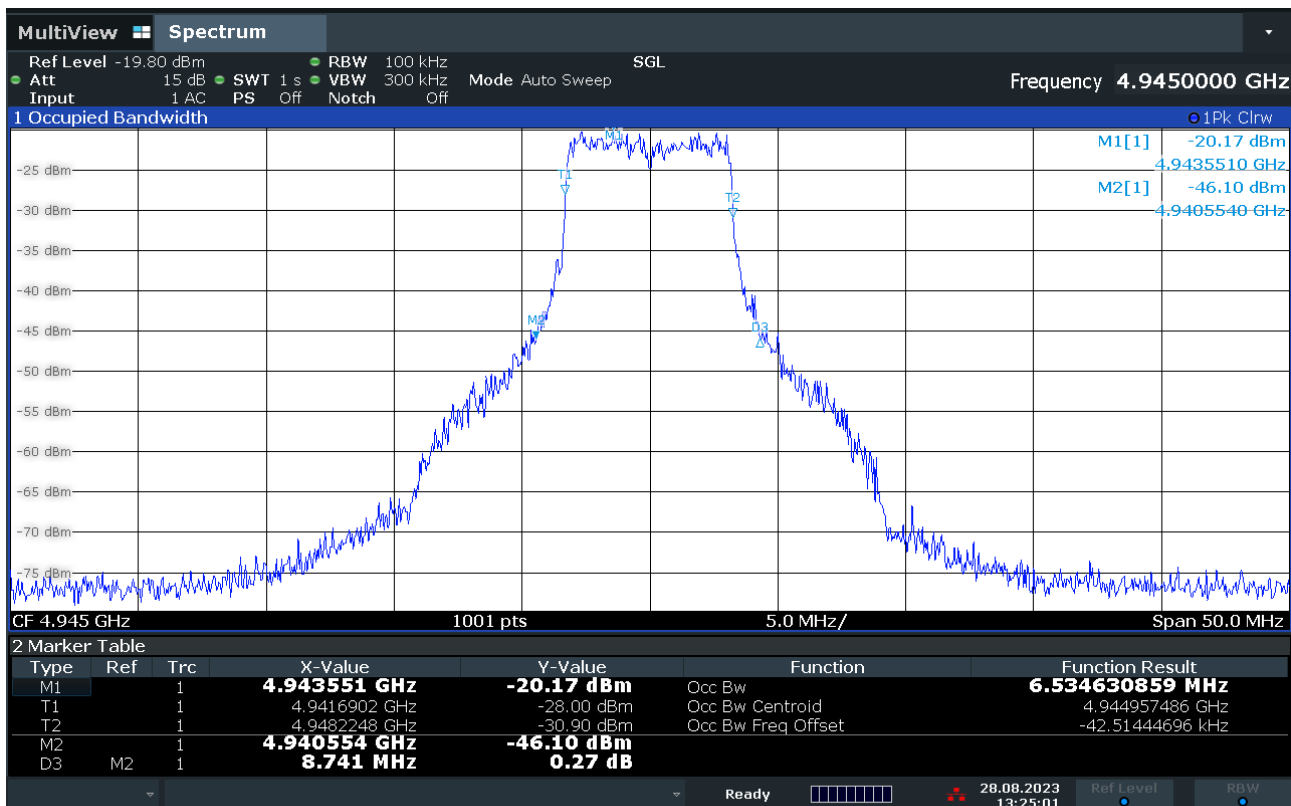 MultiView Spectrum
Ref Level -19.80 dBm RBW 100 kHz SGL
Att 15 dB SWT 1 s VBW 300 kHz Mode Auto Sweep Frequency 4.9450000 GHz
Input 1 AC PS Off Notch Off
1 Occupied Bandwidth 1Pk Clrw
M1 M1[1] -20.17 dBm
-25 dBm 4.9435510 GHz
T1 M2[1] -46.10 dBm
T2
-30 dBm 4.9405540 GHz
-35 dBm
-40 dBm
M2 D3
-45 dBm
-50 dBm
-55 dBm
-60 dBm
-65 dBm
-70 dBm
-75 dBm
CF 4.945 GHz 1001 pts 5.0 MHz/ Span 50.0 MHz
2 Marker Table
Type Ref Trc X-Value Y-Value Function Function Result
M1 1 4.943551 GHz -20.17 dBm Occ Bw 6.534630859 MHz
T1 1 4.9416902 GHz -28.00 dBm Occ Bw Centroid 4.944957486 GHz
T2 1 4.9482248 GHz -30.90 dBm Occ Bw Freq Offset -42.51444696 kHz
M2 1 4.940554 GHz -46.10 dBm
D3 M2 1 8.741 MHz 0.27 dB
Ready 28.08.2023 Ref Level RBW
13:25:01